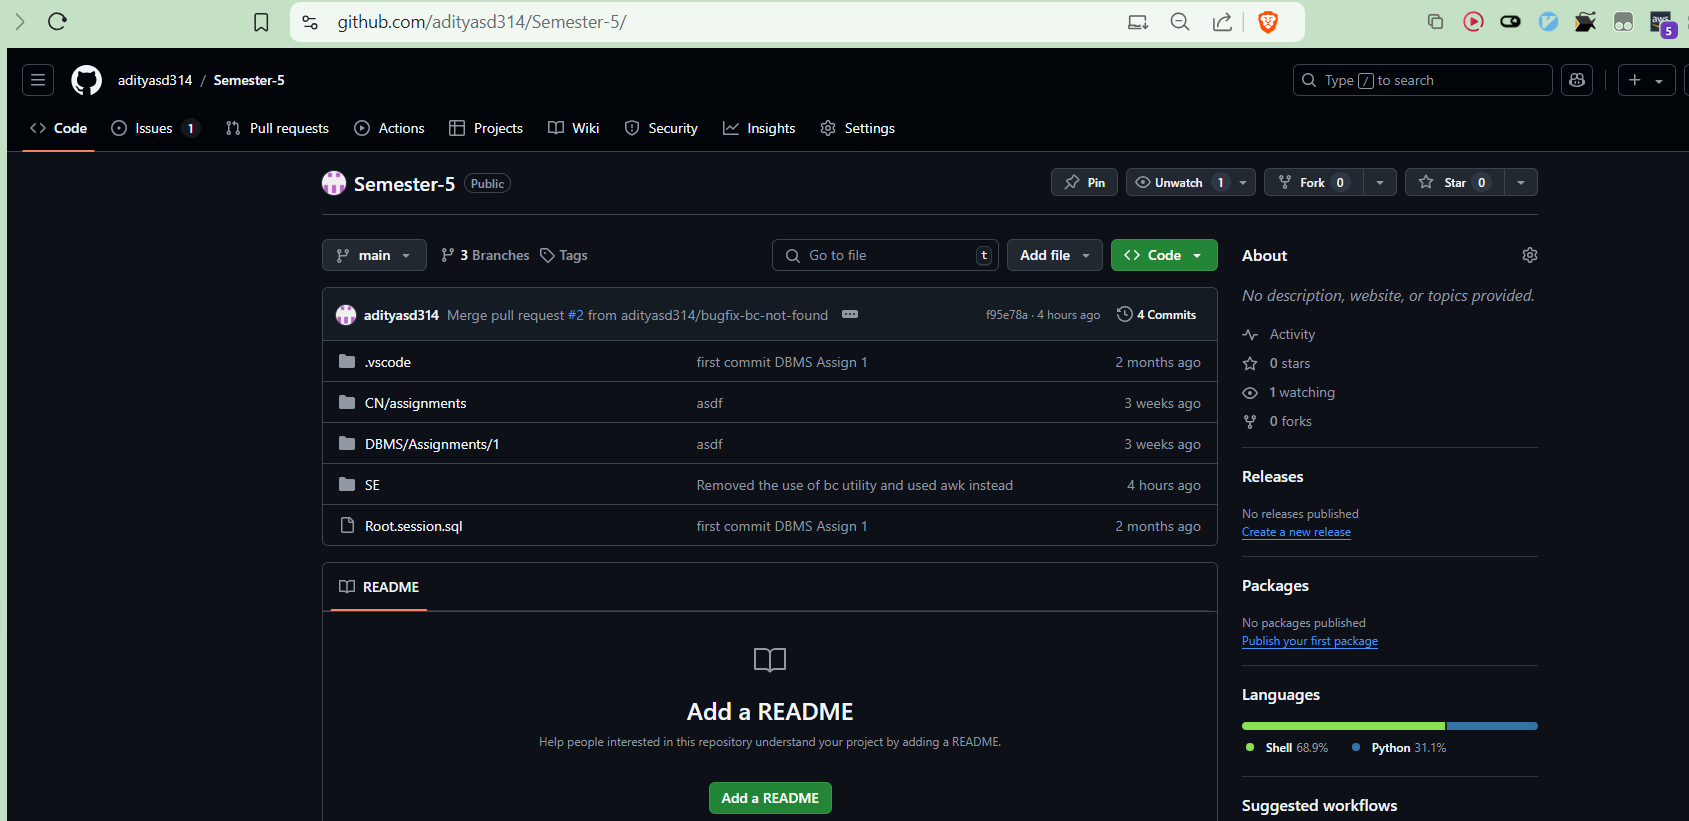 github.com/adityasd314/Semester-5/
aws
5
adityasd314 / Semester-5
Type / to search
Code
Issues 1
Pull requests
Actions
Projects
Wiki
Security
Insights
Settings
Semester-5 Public
Pin
Unwatch 1
Fork 0
Star 0
main
3 Branches
Tags
Go to file t
Add file
Code
adityasd314 Merge pull request #2 from adityasd314/bugfix-bc-not-found
f95e78a · 4 hours ago
4 Commits
.vscode first commit DBMS Assign 1 2 months ago
CN/assignments asdf 3 weeks ago
DBMS/Assignments/1 asdf 3 weeks ago
SE Removed the use of bc utility and used awk instead 4 hours ago
Root.session.sql first commit DBMS Assign 1 2 months ago
README
Add a README
Help people interested in this repository understand your project by adding a README.
Add a README
About
No description, website, or topics provided.
Activity
0 stars
1 watching
0 forks
Releases
No releases published
Create a new release
Packages
No packages published
Publish your first package
Languages
Shell 68.9% Python 31.1%
Suggested workflows